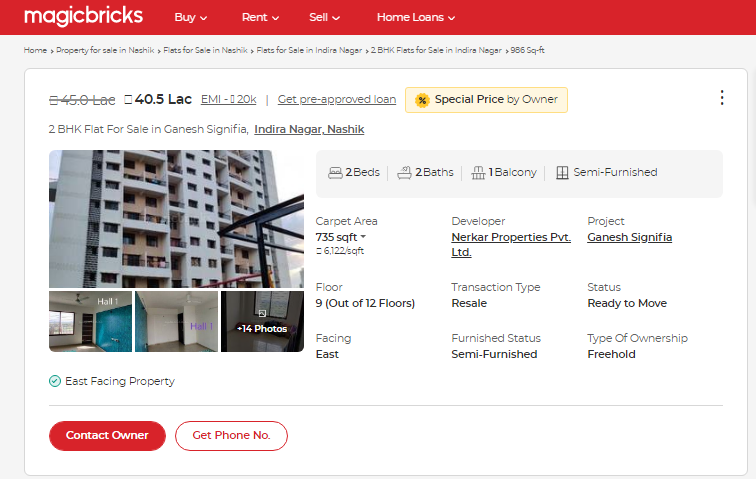 magicbricks
Buy Rent Sell Home Loans
Home > Property for sale in Nashik > Flats for Sale in Nashik > Flats for Sale in Indira Nagar > 2 BHK Flats for Sale in Indira Nagar > 986 Sq-ft
45.0 Lac 40.5 Lac EMI - 20k | Get pre-approved loan % Special Price by Owner
2 BHK Flat For Sale in Ganesh Signifia, Indira Nagar, Nashik
2 Beds 2 Baths 1 Balcony Semi-Furnished
Carpet Area Developer Project
735 sqft Nerkar Properties Pvt. Ganesh Signifia
6,122/sqft Ltd.
Floor Transaction Type Status
9 (Out of 12 Floors) Resale Ready to Move
Hall 1
Hall 1
+14 Photos
Facing Furnished Status Type Of Ownership
East Semi-Furnished Freehold
East Facing Property
Contact Owner Get Phone No.